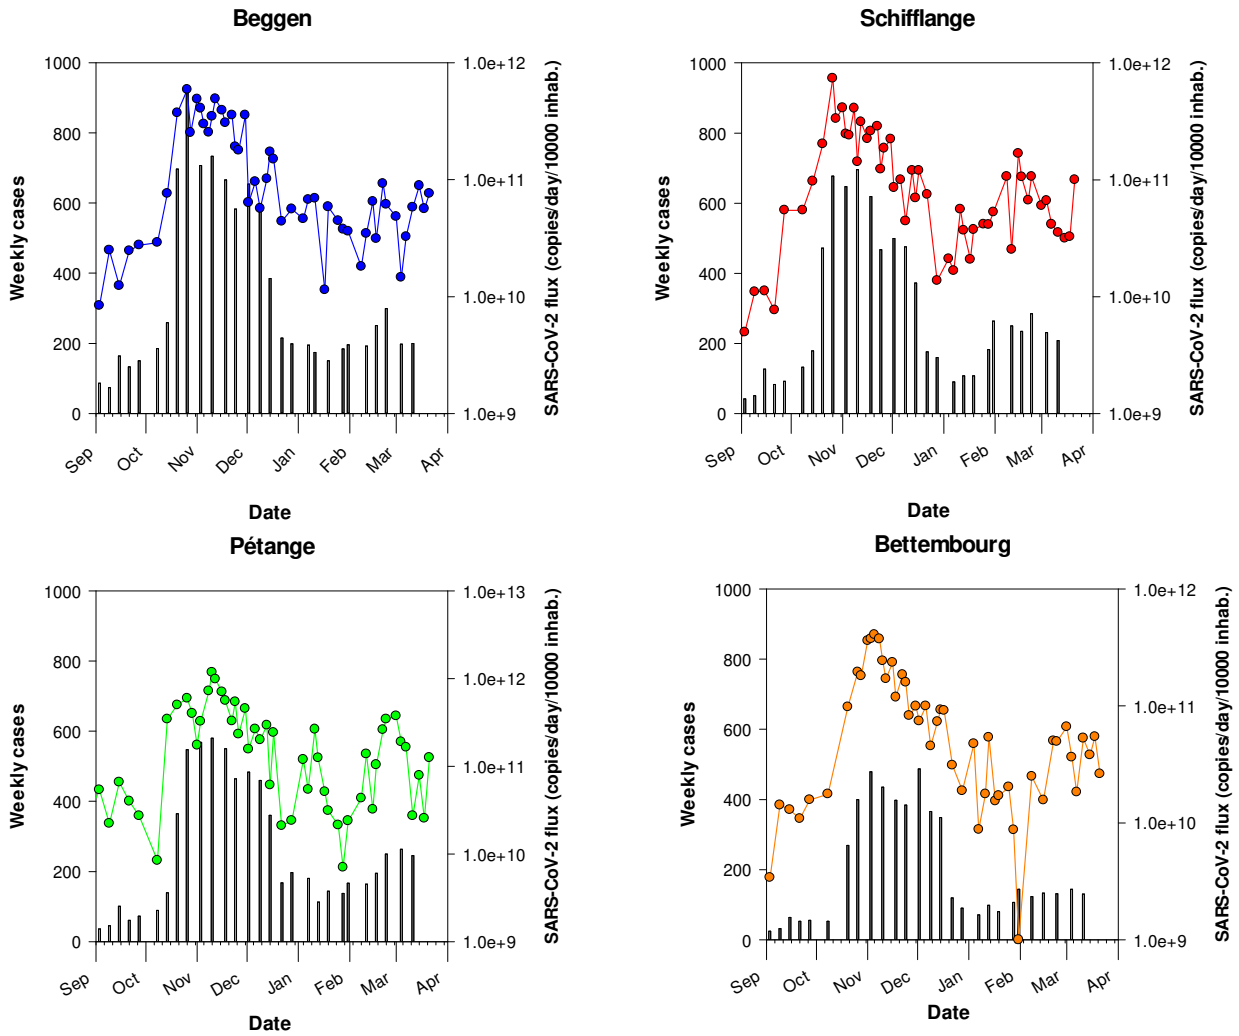 Beggen
Weekly cases
1000
800
600
400
200
0
1.0e+12
1.0e+11
1.0e+10
1.0e+9
SARS-CoV-2 flux (copies/day/10000 inhab.)
Sep Oct Nov Dec Jan Feb Mar Apr
Date
Schifflange
Weekly cases
1000
800
600
400
200
0
1.0e+12
1.0e+11
1.0e+10
1.0e+9
SARS-CoV-2 flux (copies/day/10000 inhab.)
Sep Oct Nov Dec Jan Feb Mar Apr
Date
Pétange
Weekly cases
1000
800
600
400
200
0
1.0e+13
1.0e+12
1.0e+11
1.0e+10
1.0e+9
SARS-CoV-2 flux (copies/day/10000 inhab.)
Sep Oct Nov Dec Jan Feb Mar Apr
Date
Bettembourg
Weekly cases
1000
800
600
400
200
0
1.0e+12
1.0e+11
1.0e+10
1.0e+9
SARS-CoV-2 flux (copies/day/10000 inhab.)
Sep Oct Nov Dec Jan Feb Mar Apr
Date